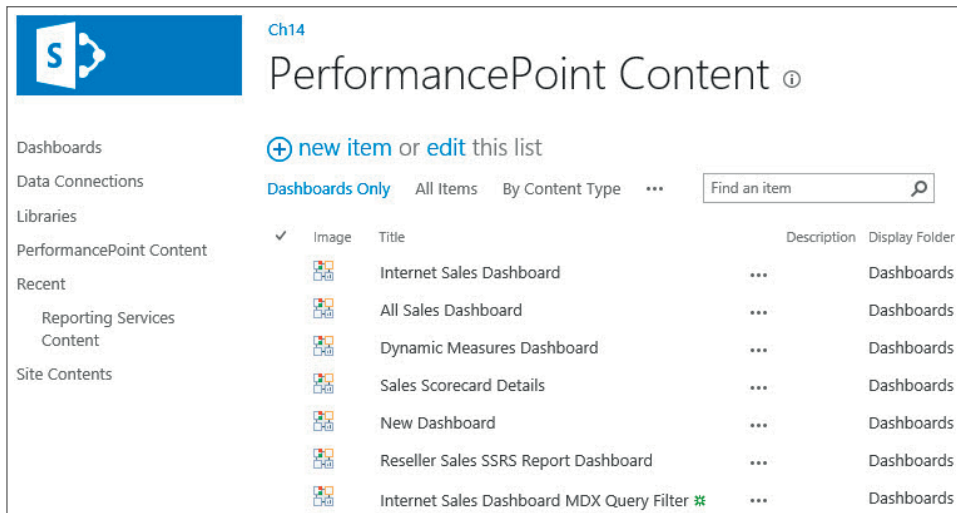 S
Ch14
PerformancePoint Content
new item or edit this list
Dashboards Only All Items By Content Type ••• Find an item
Dashboards
Data Connections
Libraries
PerformancePoint Content
Recent
Reporting Services
Content
Site Contents
Image Title Description Display Folder
Internet Sales Dashboard ••• Dashboards
All Sales Dashboard ••• Dashboards
Dynamic Measures Dashboard ••• Dashboards
Sales Scorecard Details ••• Dashboards
New Dashboard ••• Dashboards
Reseller Sales SSRS Report Dashboard ••• Dashboards
Internet Sales Dashboard MDX Query Filter ••• Dashboards